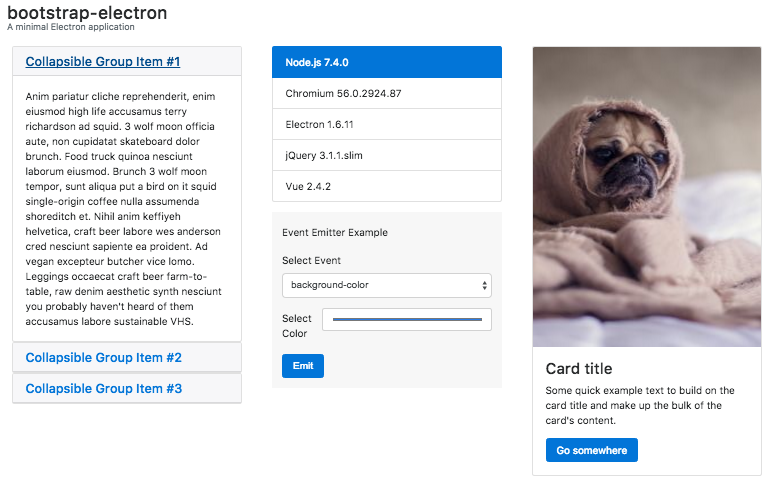 bootstrap-electron
A minimal Electron application
Collapsible Group Item #1
Anim pariatur cliche reprehenderit, enim
eiusmod high life accusamus terry
richardson ad squid. 3 wolf moon officia
aute, non cupidatat skateboard dolor
brunch. Food truck quinoa nesciunt
laborum eiusmod. Brunch 3 wolf moon
tempor, sunt aliqua put a bird on it squid
single-origin coffee nulla assumenda
shoreditch et. Nihil anim keffiyeh
helvetica, craft beer labore wes anderson
cred nesciunt sapiente ea proident. Ad
vegan excepteur butcher vice lomo.
Leggings occaecat craft beer farm-to-
table, raw denim aesthetic synth nesciunt
you probably haven't heard of them
accusamus labore sustainable VHS.
Collapsible Group Item #2
Collapsible Group Item #3
Node.js 7.4.0
Chromium 56.0.2924.87
Electron 1.6.11
jQuery 3.1.1.slim
Vue 2.4.2
Event Emitter Example
Select Event
background-color
Select
Color
Emit
Card title
Some quick example text to build on the
card title and make up the bulk of the
card's content.
Go somewhere